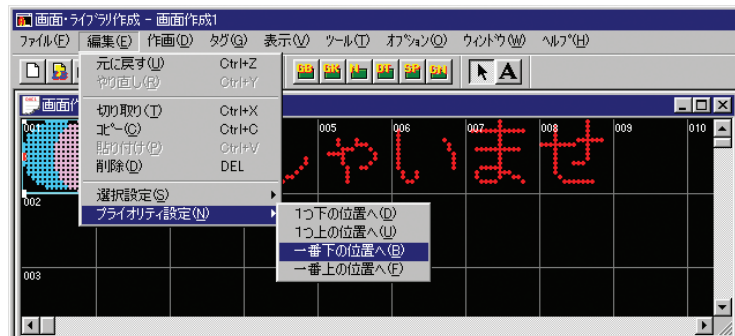 画面・ライブラリ作成 - 画面作成1
ファイル(F) 編集(E) 作画(D) タグ(G) 表示(V) ツール(T) オプション(O) ウィンドウ(W) ヘルプ(H)
元に戻す(U) Ctrl+Z
やり直し(R) Ctrl+Y
切り取り(T) Ctrl+X
コピー(C) Ctrl+C
貼り付け(P) Ctrl+V
削除(D) DEL
選択設定(S)
プライオリティ設定(N)
1つ下の位置へ(D)
1つ上の位置へ(U)
一番下の位置へ(B)
一番上の位置へ(F)
A
画面作
001 005 006 007 008 009 010
しゃいませ
002
003